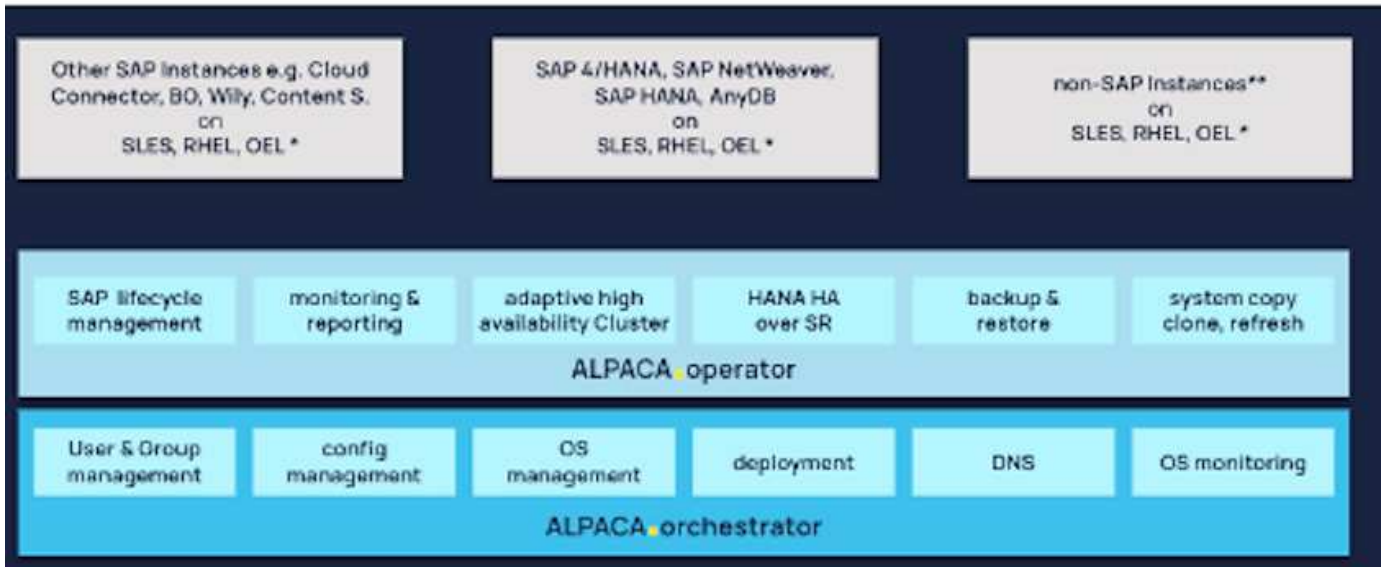 Other SAP Instances e.g. Cloud
Connector, BO, Wily, Content S.
on
SLES, RHEL, OEL *
SAP 4/HANA, SAP NetWeaver,
SAP HANA, AnyDB
on
SLES, RHEL, OEL *
non-SAP Instances**
on
SLES, RHEL, OEL *
SAP lifecycle
management
monitoring &
reporting
adaptive high
availability Cluster
HANA HA
over SR
backup &
restore
system copy
clone, refresh
ALPACA.operator
User & Group
management
config
management
OS
management
deployment
DNS
OS monitoring
ALPACA.orchestrator